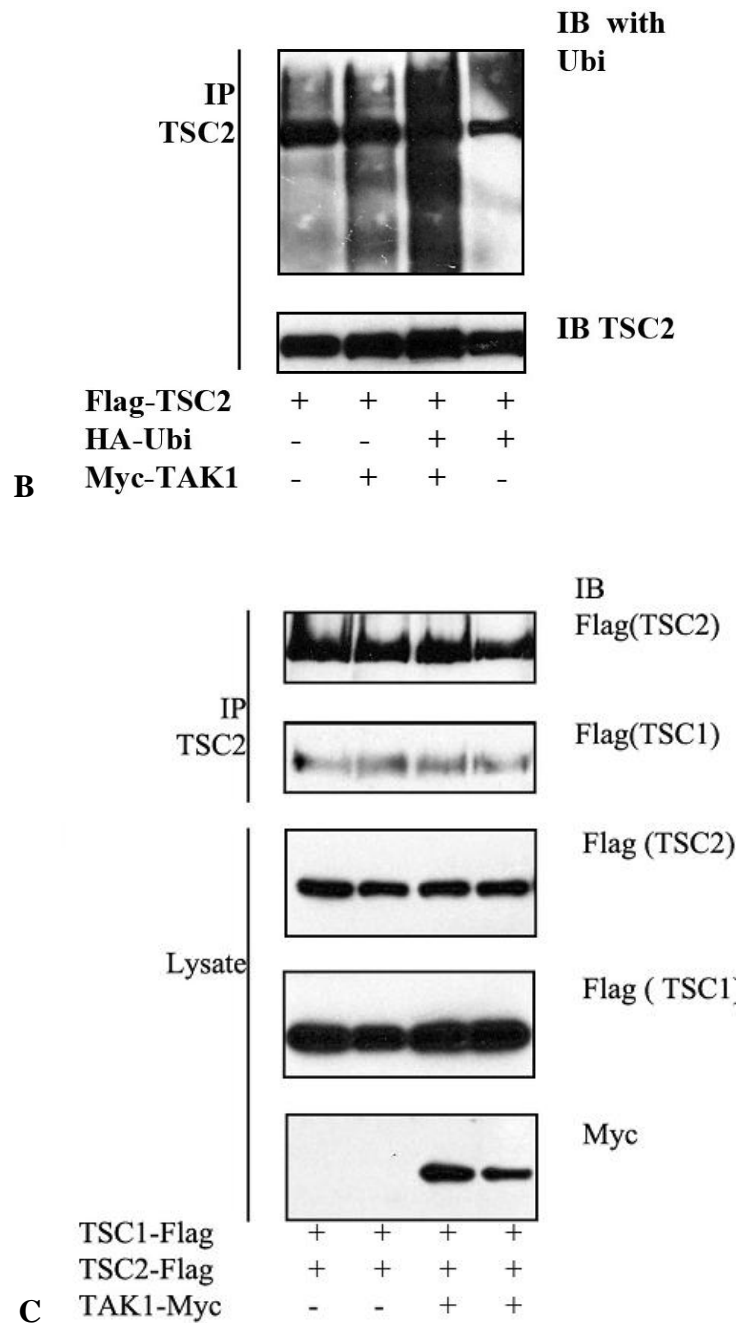 IB with
Ubi
IP
TSC2
IB TSC2
Flag-TSC2 + + + +
HA-Ubi - - + +
Myc-TAK1 - + + -
B
IB
Flag(TSC2)
IP
TSC2
Flag(TSC1)
Flag (TSC2)
Lysate
Flag ( TSC1)
Myc
TSC1-Flag + + + +
TSC2-Flag + + + +
TAK1-Myc - - + +
C